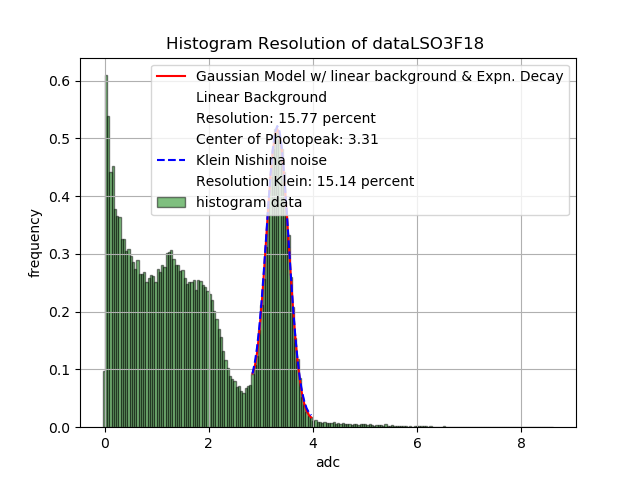 Histogram Resolution of dataLSO3F18
Gaussian Model w/ linear background & Expn. Decay
Linear Background
Resolution: 15.77 percent
Center of Photopeak: 3.31
Klein Nishina noise
Resolution Klein: 15.14 percent
histogram data
frequency
0.6
0.5
0.4
0.3
0.2
0.1
0.0
0 2 4 6 8
adc